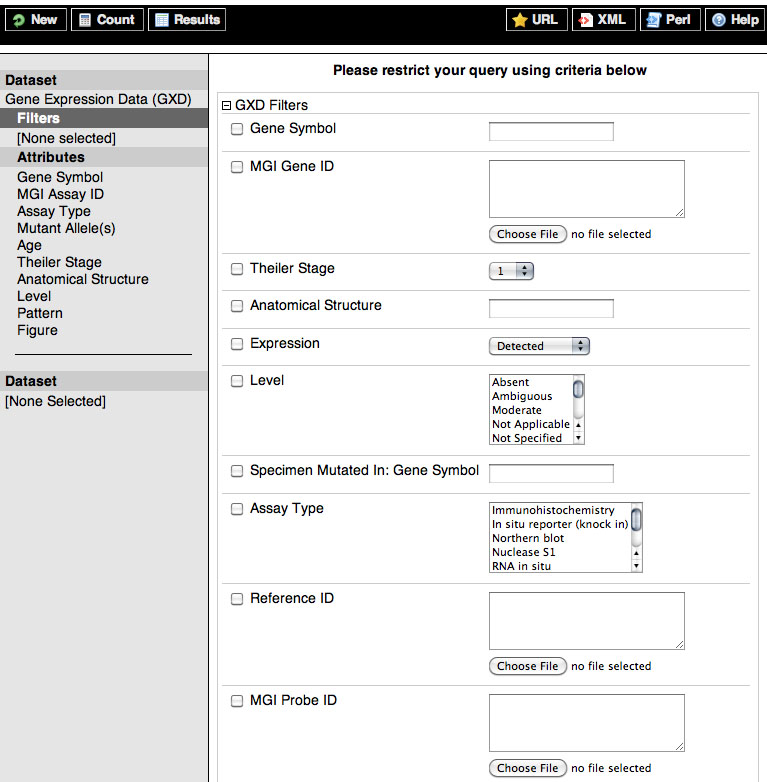 New Count Results URL XML Perl Help
Please restrict your query using criteria below
Dataset
Gene Expression Data (GXD)
Filters
[None selected]
Attributes
Gene Symbol
MGI Assay ID
Assay Type
Mutant Allele(s)
Age
Theiler Stage
Anatomical Structure
Level
Pattern
Figure
Dataset
[None Selected]
GXD Filters
Gene Symbol
MGI Gene ID
Choose File no file selected
Theiler Stage 1
Anatomical Structure
Expression Detected
Level
Absent
Ambiguous
Moderate
Not Applicable
Not Specified
Specimen Mutated In: Gene Symbol
Assay Type
Immunohistochemistry
In situ reporter (knock in)
Northern blot
Nuclease S1
RNA in situ
Reference ID
Choose File no file selected
MGI Probe ID
Choose File no file selected